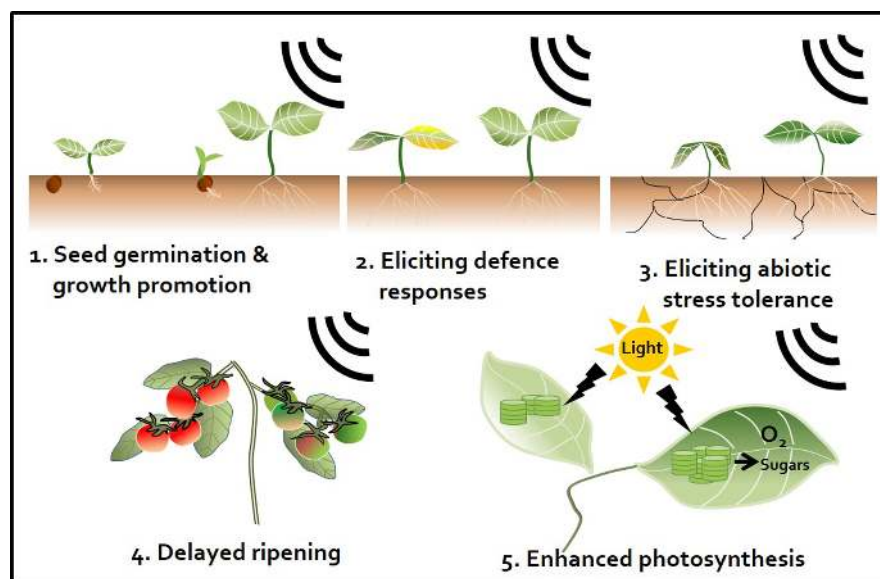 1. Seed germination &
growth promotion
2. Eliciting defence
responses
3. Eliciting abiotic
stress tolerance
Light
O₂
Sugars
4. Delayed ripening
5. Enhanced photosynthesis